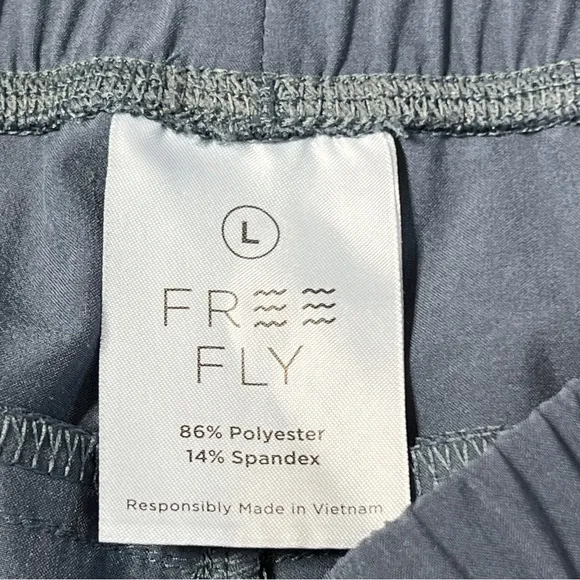 L
FREE
FLY
86% Polyester
14% Spandex
Responsibly Made in Vietnam